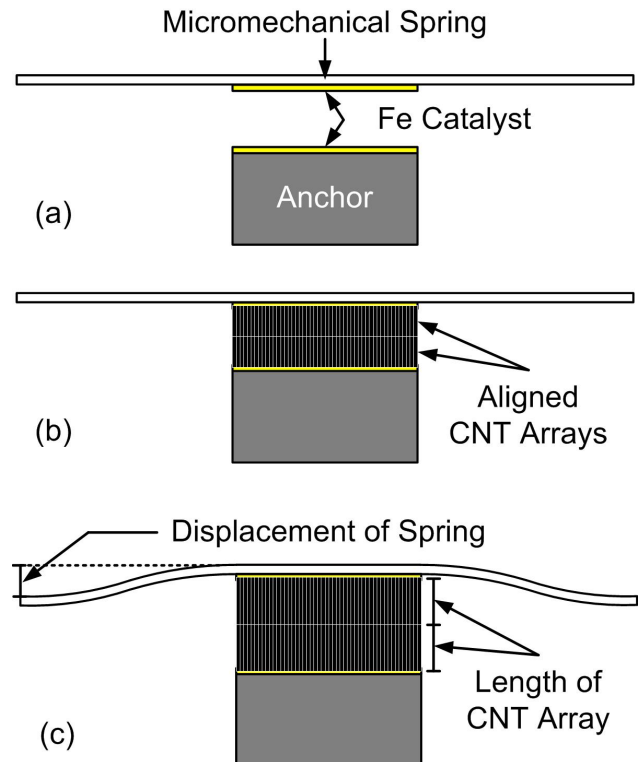 Micromechanical Spring
Fe Catalyst
Anchor
(a)
Aligned
CNT Arrays
(b)
Displacement of Spring
Length of
CNT Array
(c)